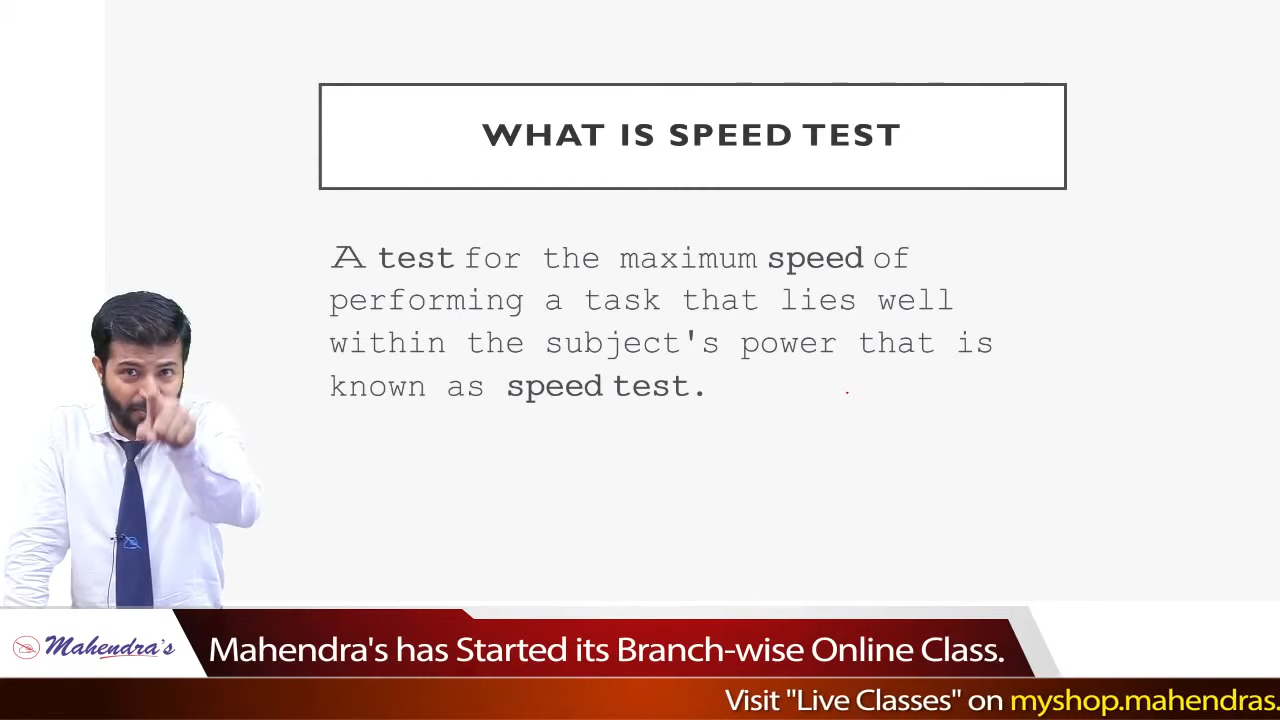 WHAT IS SPEED TEST
A test for the maximum speed of
performing a task that lies well
within the subject's power that is
known as speed test.
Mahendra's
Mahendra's has Started its Branch-wise Online Class.
Visit "Live Classes" on myshop.mahendras.